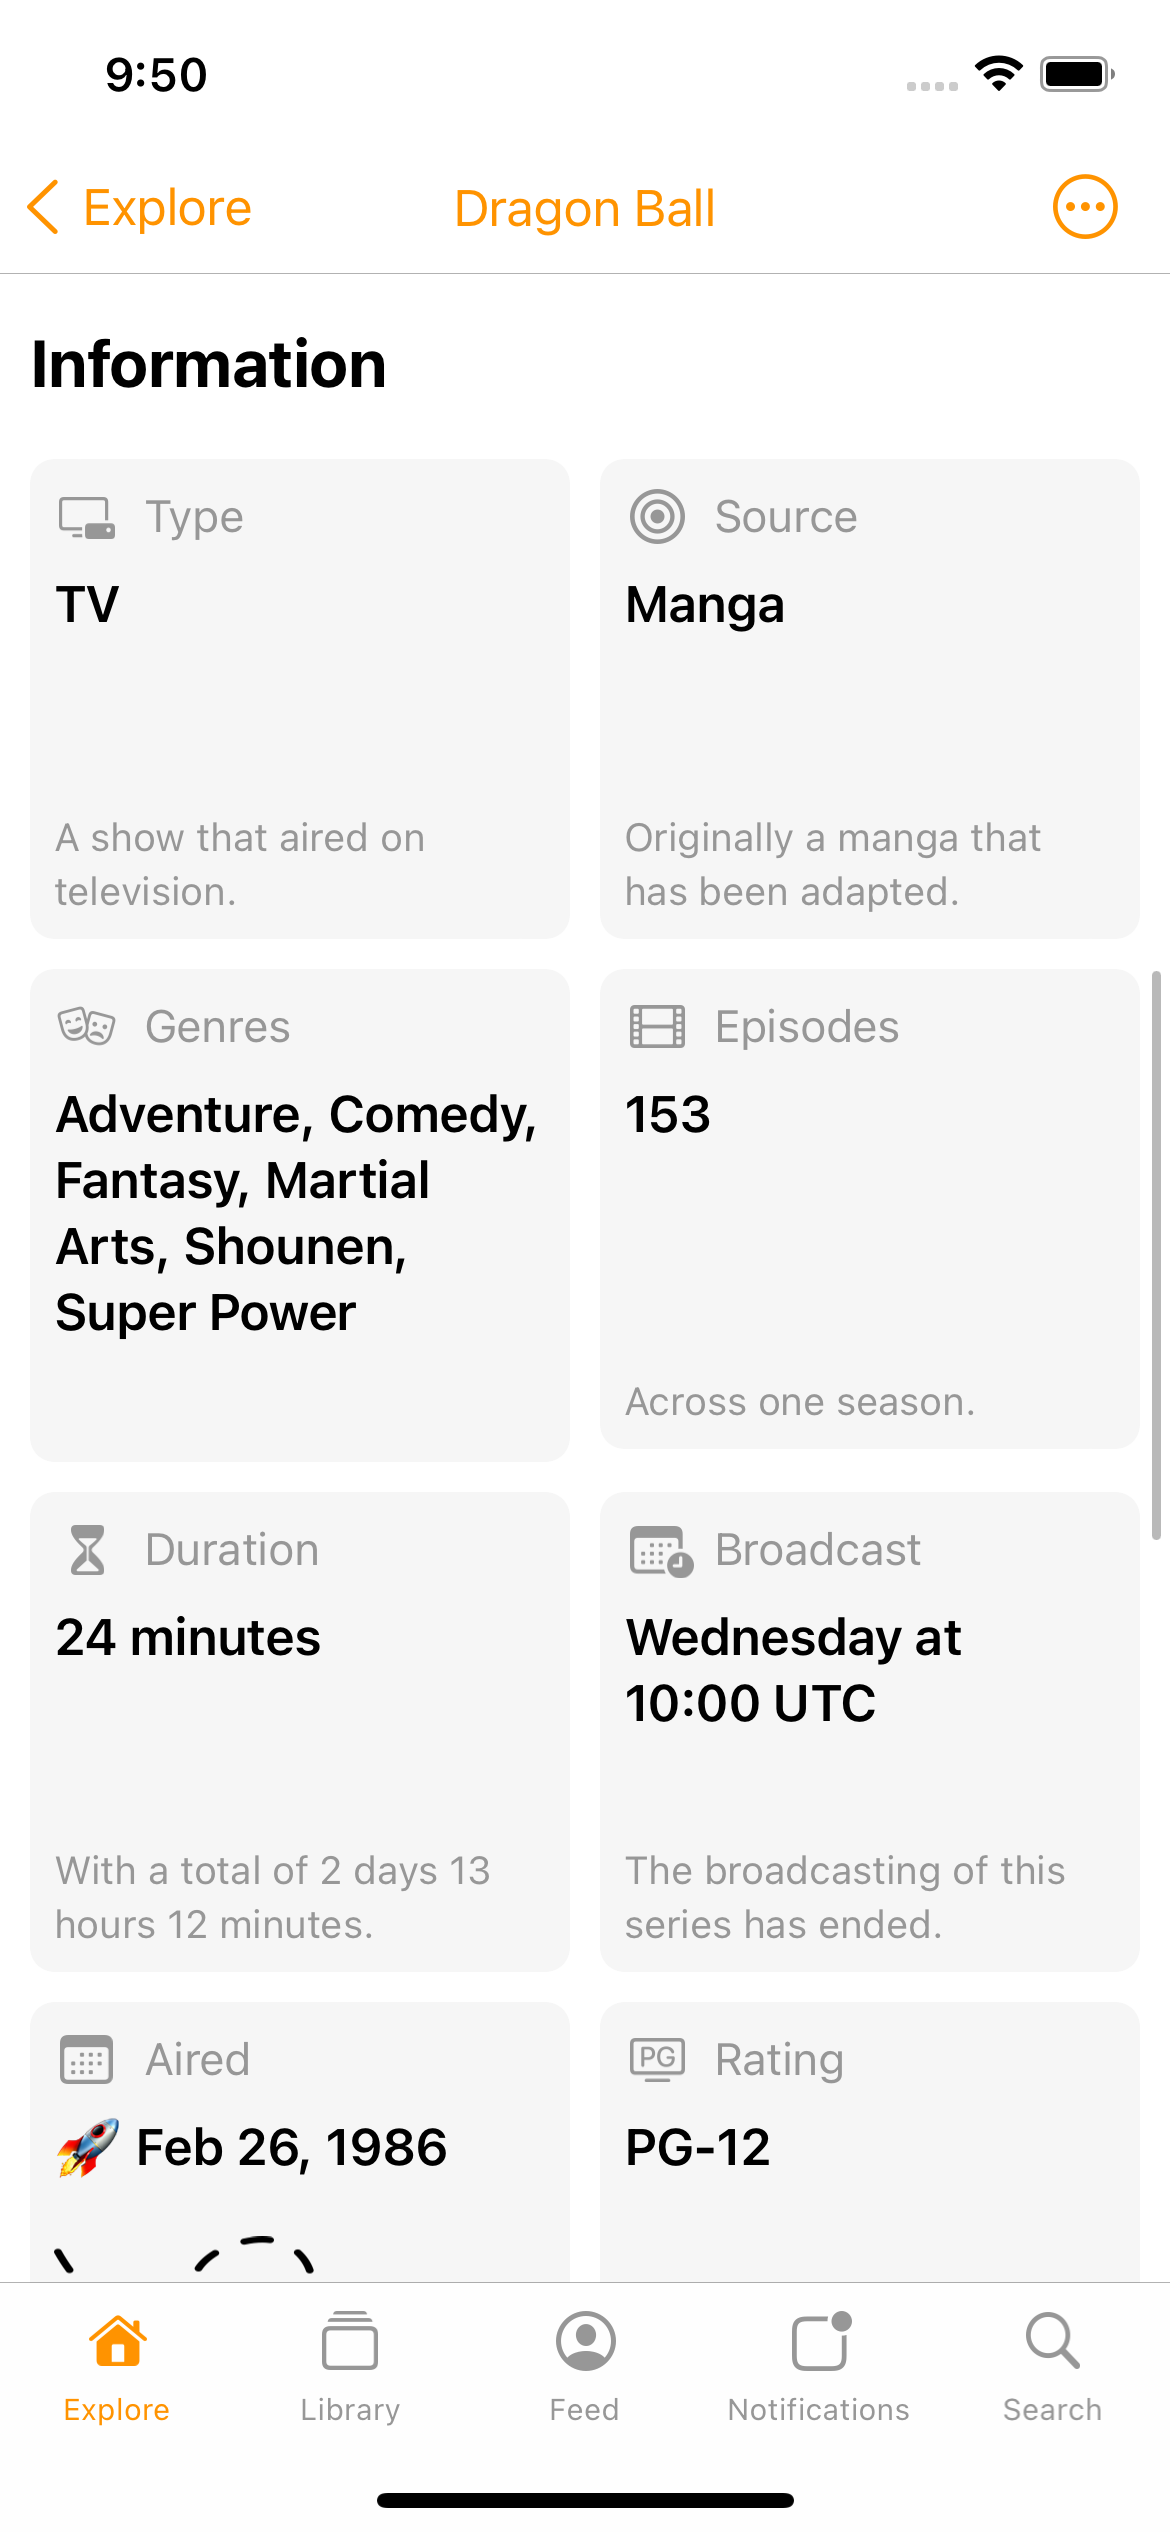 9:50
Explore
Dragon Ball
Information
Type
TV
A show that aired on
television.
Source
Manga
Originally a manga that
has been adapted.
Genres
Adventure, Comedy,
Fantasy, Martial
Arts, Shounen,
Super Power
Episodes
153
Across one season.
Duration
24 minutes
With a total of 2 days 13
hours 12 minutes.
Broadcast
Wednesday at
10:00 UTC
The broadcasting of this
series has ended.
Aired
🚀 Feb 26, 1986
PG
Rating
PG-12
Explore
Library
Feed
Notifications
Search